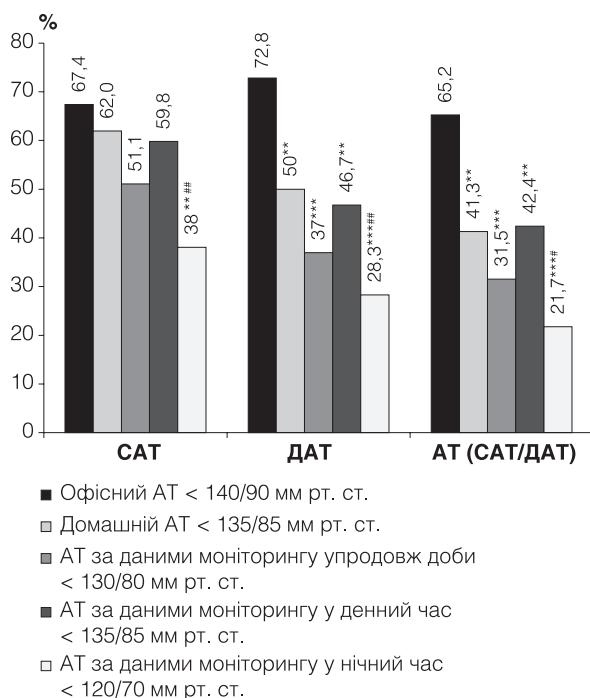 %
80
70
60
50
40
30
20
10
0
67,4
62,0
51,1
59,8
38** ##
72,8
50**
37***
46,7**
28,3***##
65,2
41,3**
31,5***
42,4**
21,7***#
САТ
ДАТ
АТ (САТ/ДАТ)
Офісний АТ < 140/90 мм рт. ст.
Домашній АТ < 135/85 мм рт. ст.
АТ за даними моніторингу упродовж доби
< 130/80 мм рт. ст.
АТ за даними моніторингу у денний час
< 135/85 мм рт. ст.
АТ за даними моніторингу у нічний час
< 120/70 мм рт. ст.